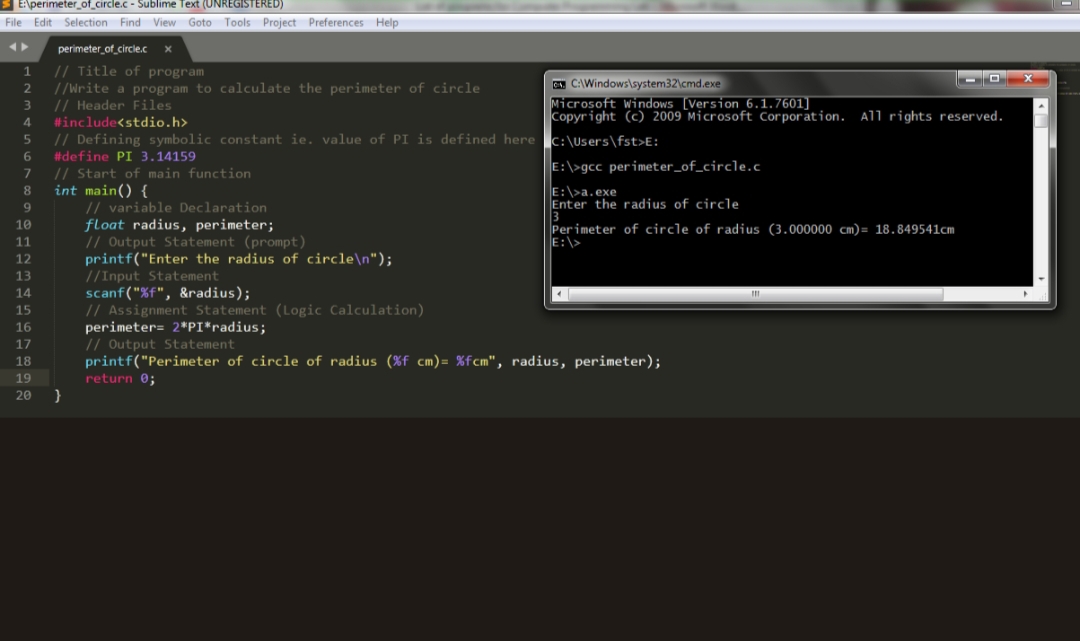 E:\perimeter_of_circle.c - Sublime Text (UNREGISTERED)
File Edit Selection Find View Goto Tools Project Preferences Help
perimeter_of_circle.c ×
1 // Title of program
2 //Write a program to calculate the perimeter of circle
3 // Header Files
4 #include<stdio.h>
5 // Defining symbolic constant ie. value of PI is defined here
6 #define PI 3.14159
7 // Start of main function
8 int main() {
9 // variable Declaration
10 float radius, perimeter;
11 // Output Statement (prompt)
12 printf("Enter the radius of circle\n");
13 //Input Statement
14 scanf("%f", &radius);
15 // Assignment Statement (Logic Calculation)
16 perimeter= 2*PI*radius;
17 // Output Statement
18 printf("Perimeter of circle of radius (%f cm)= %fcm", radius, perimeter);
19 return 0;
20 }
C:\Windows\system32\cmd.exe
Microsoft Windows [Version 6.1.7601]
Copyright (c) 2009 Microsoft Corporation. All rights reserved.
C:\Users\fst>E:
E:\>gcc perimeter_of_circle.c
E:\>a.exe
Enter the radius of circle
3
Perimeter of circle of radius (3.000000 cm)= 18.849541cm
E:\>